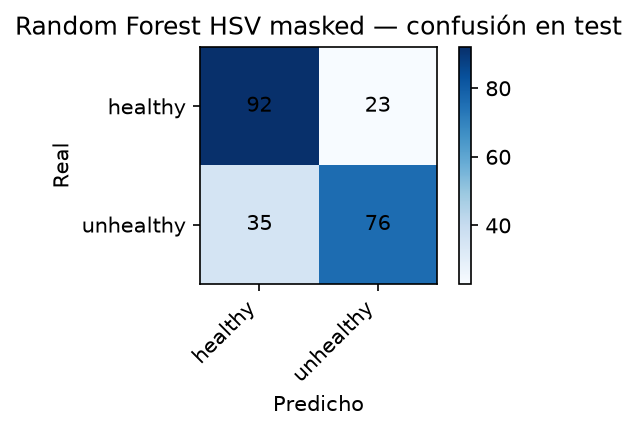 Random Forest HSV masked — confusión en test
healthy
92
23
unhealthy
35
76
Real
healthy
unhealthy
Predicho
80
60
40